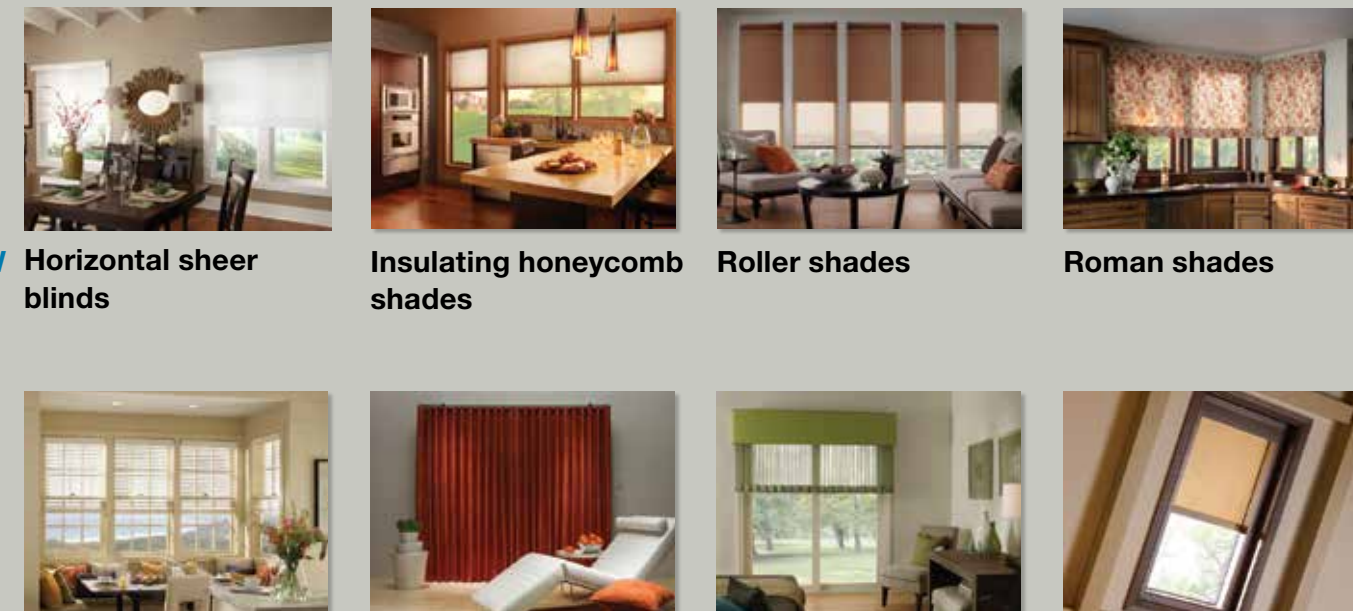 Horizontal sheer
blinds
Insulating honeycomb
shades
Roller shades
Roman shades